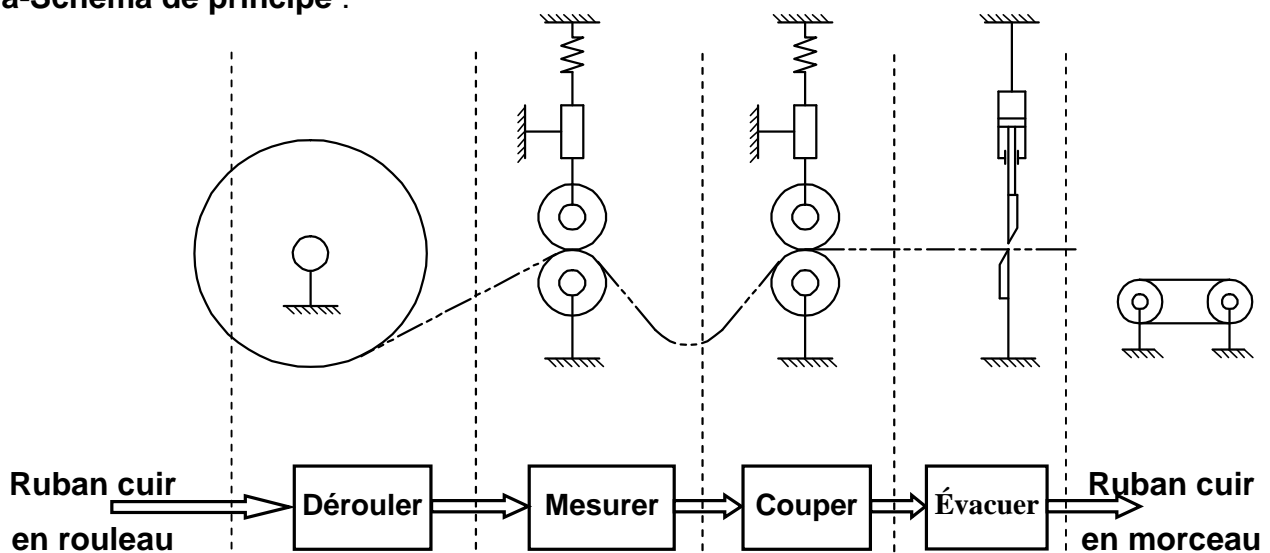 a-Schéma de principe :
Ruban cuir
en rouleau
Dérouler
Mesurer
Couper
Évacuer
Ruban cuir
en morceau